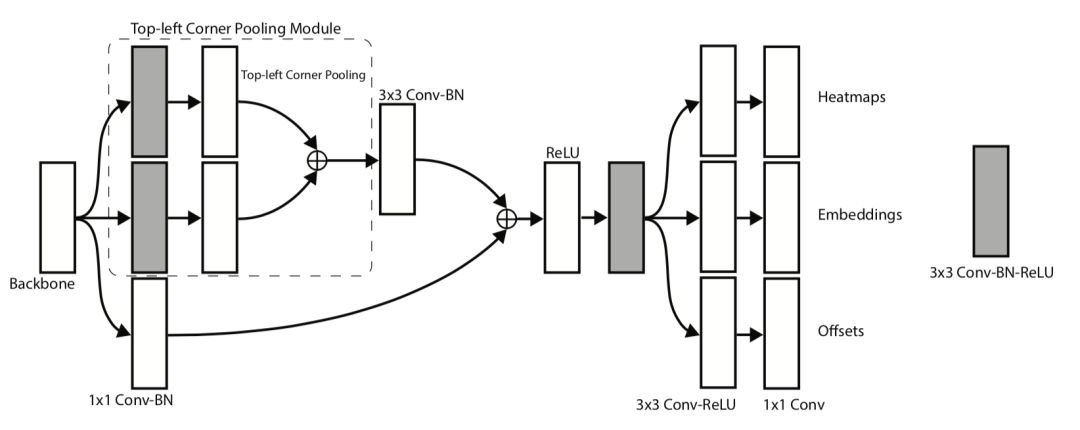 Top-left Corner Pooling Module
Top-left Corner Pooling
3x3 Conv-BN
Backbone
1x1 Conv-BN
ReLU
Heatmaps
Embeddings
Offsets
3x3 Conv-ReLU
1x1 Conv
3x3 Conv-BN-ReLU